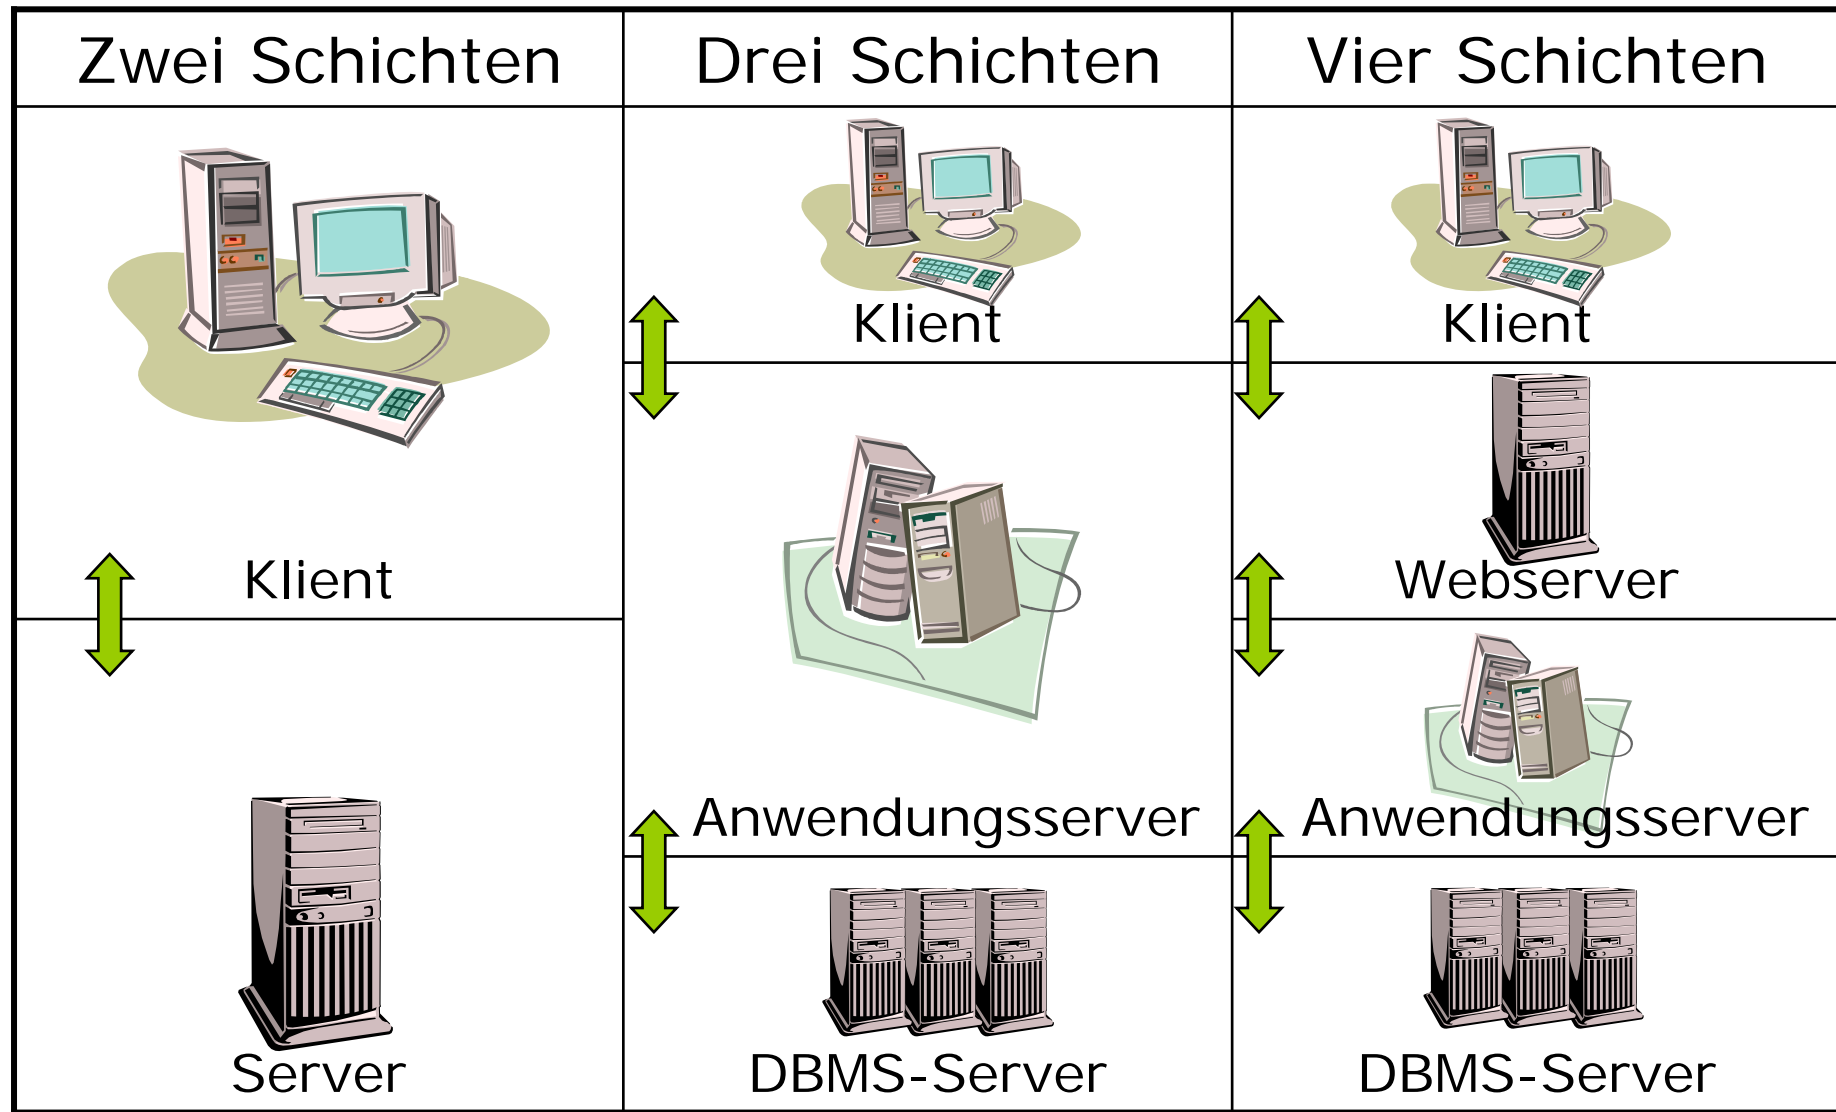 Zwei Schichten
Drei Schichten
Vier Schichten
Klient
Server
Klient
Anwendungsserver
DBMS-Server
Klient
Webserver
Anwendungsserver
DBMS-Server